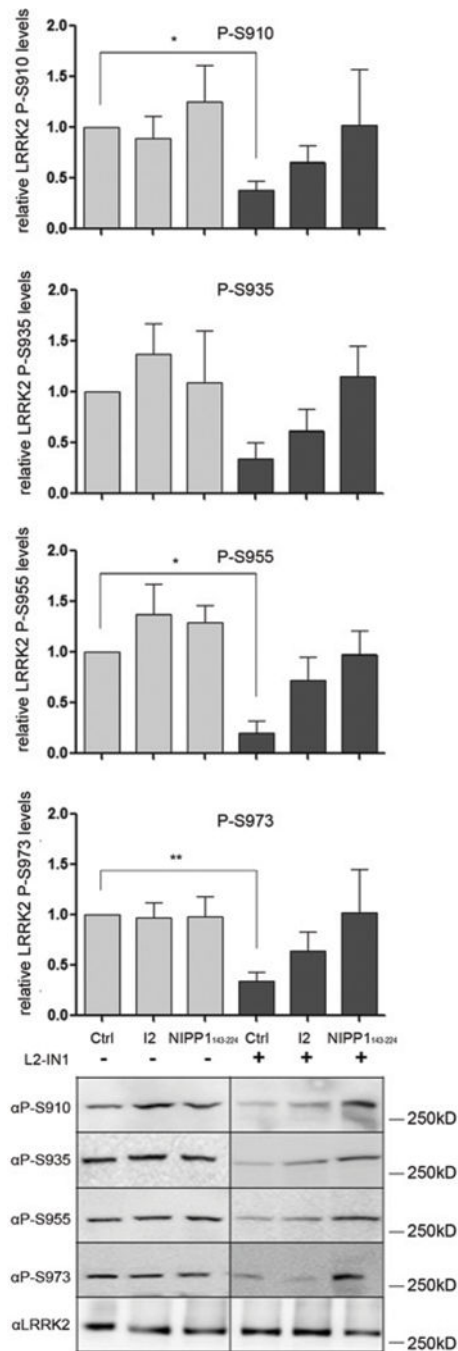 P-S910
*
relative LRRK2 P-S910 levels
2.0
1.5
1.0
0.5
0.0
P-S935
relative LRRK2 P-S935 levels
2.0
1.5
1.0
0.5
0.0
P-S955
*
relative LRRK2 P-S955 levels
2.0
1.5
1.0
0.5
0.0
P-S973
**
relative LRRK2 P-S973 levels
2.0
1.5
1.0
0.5
0.0
Ctrl I2 NIPP1143-224 Ctrl I2 NIPP1143-224
L2-IN1 - - - + + +
αP-S910 — 250kD
αP-S935 — 250kD
αP-S955 — 250kD
αP-S973 — 250kD
αLRRK2 — 250kD